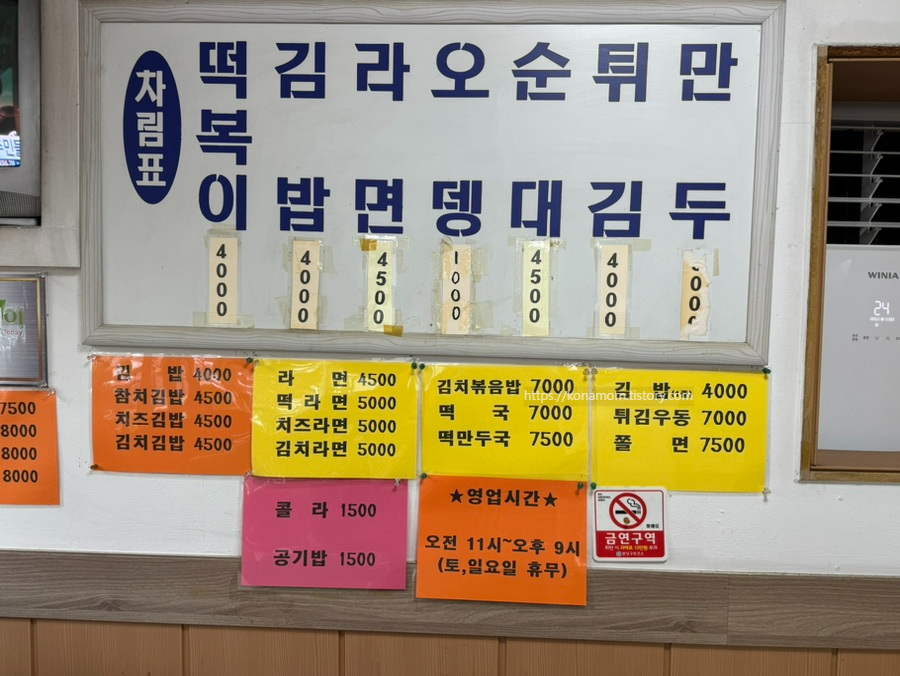 차림표
떡복이 4000
김밥 4000
라면 4500
오뎅 1000
순대 4500
튀김 4000
만두
김 밥 4000
참치김밥 4500
치즈김밥 4500
김치김밥 4500
라 면 4500
떡 라 면 5000
치즈라면 5000
김치라면 5000
김치볶음밥 7000
떡 국 7000
떡만두국 7500
김 밥 4000
튀김우동 7000
쫄 면 7500
7500
8000
8000
8000
콜 라 1500
공기밥 1500
★영업시간★
오전 11시~오후 9시
(토,일요일 휴무)
금연구역
WINIA
24
https://konamom.tistory.com